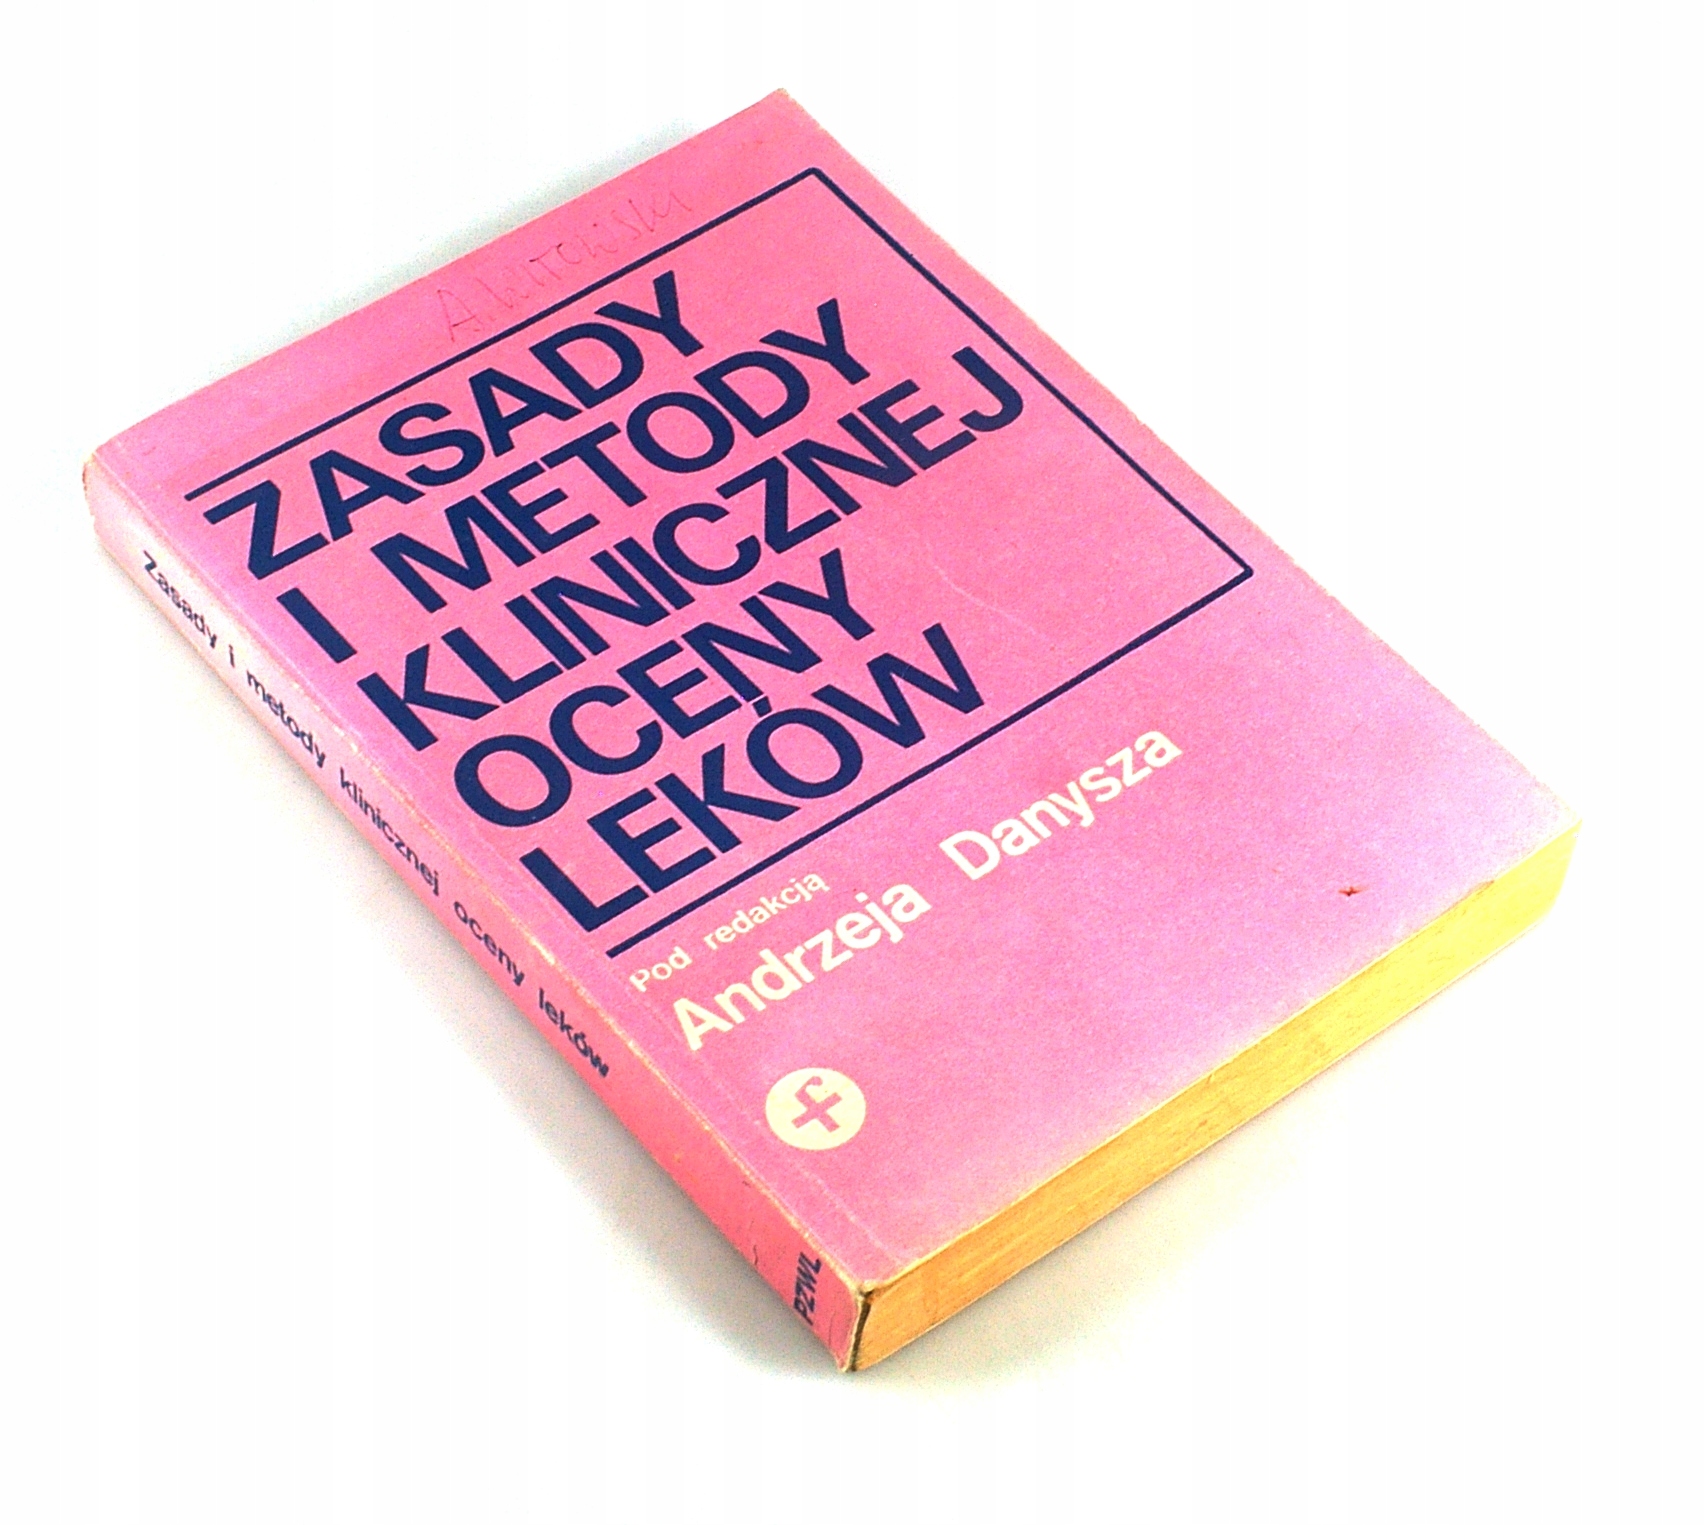 ZASADY
I METODY
KLINICZNEJ
OCENY
LEKÓW
Pod redakcją
Andrzeja Danysza
f
Zasady i metody klinicznej oceny leków
PZWL